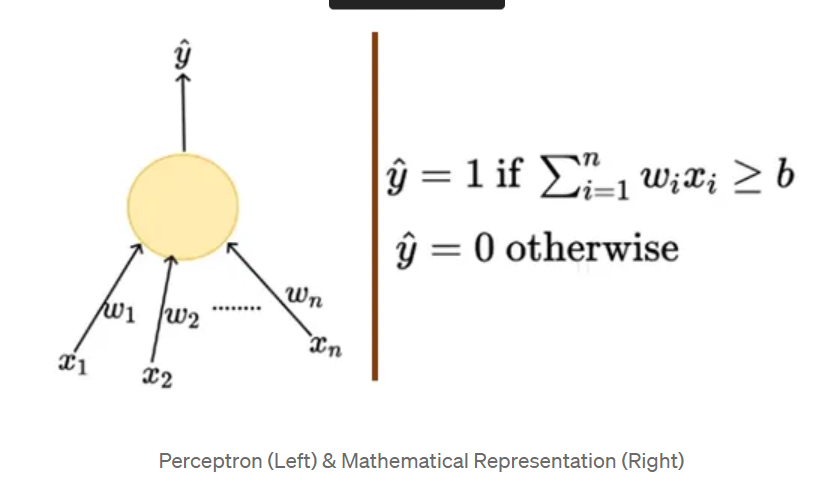 ŷ
w₁
w₂
........
wₙ
x₁
x₂
xₙ
ŷ = 1 if ∑ⁿᵢ₌₁ wᵢxᵢ ≥ b
ŷ = 0 otherwise
Perceptron (Left) & Mathematical Representation (Right)